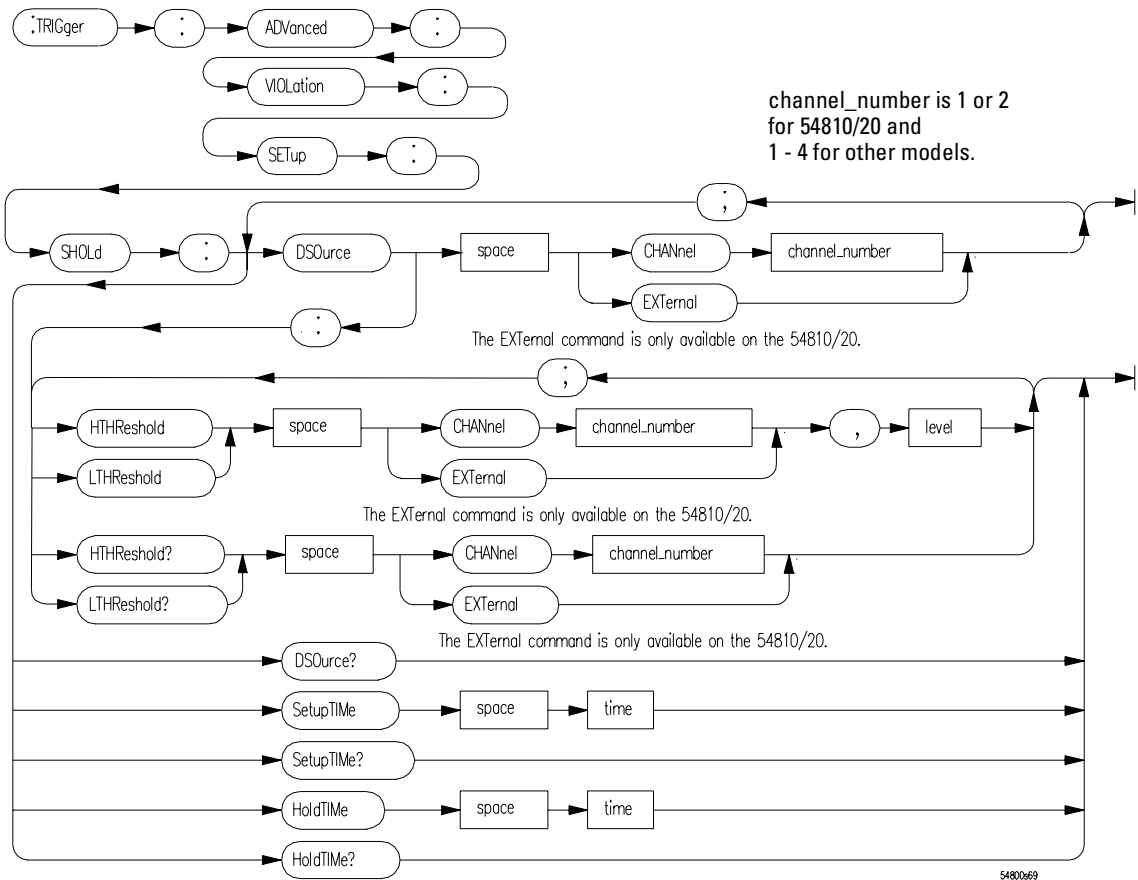 :TRIGger : ADVanced :
VIOLation :
SETup :
channel_number is 1 or 2
for 54810/20 and
1 - 4 for other models.
;
SHOLd : DSOurce space CHANnel channel_number
EXTernal
:
The EXTernal command is only available on the 54810/20.
;
HTHReshold space CHANnel channel_number , level
LTHReshold EXTernal
The EXTernal command is only available on the 54810/20.
HTHReshold? space CHANnel channel_number
LTHReshold? EXTernal
The EXTernal command is only available on the 54810/20.
DSOurce?
SetupTIMe space time
SetupTIMe?
HoldTIMe space time
HoldTIMe?
54800s69